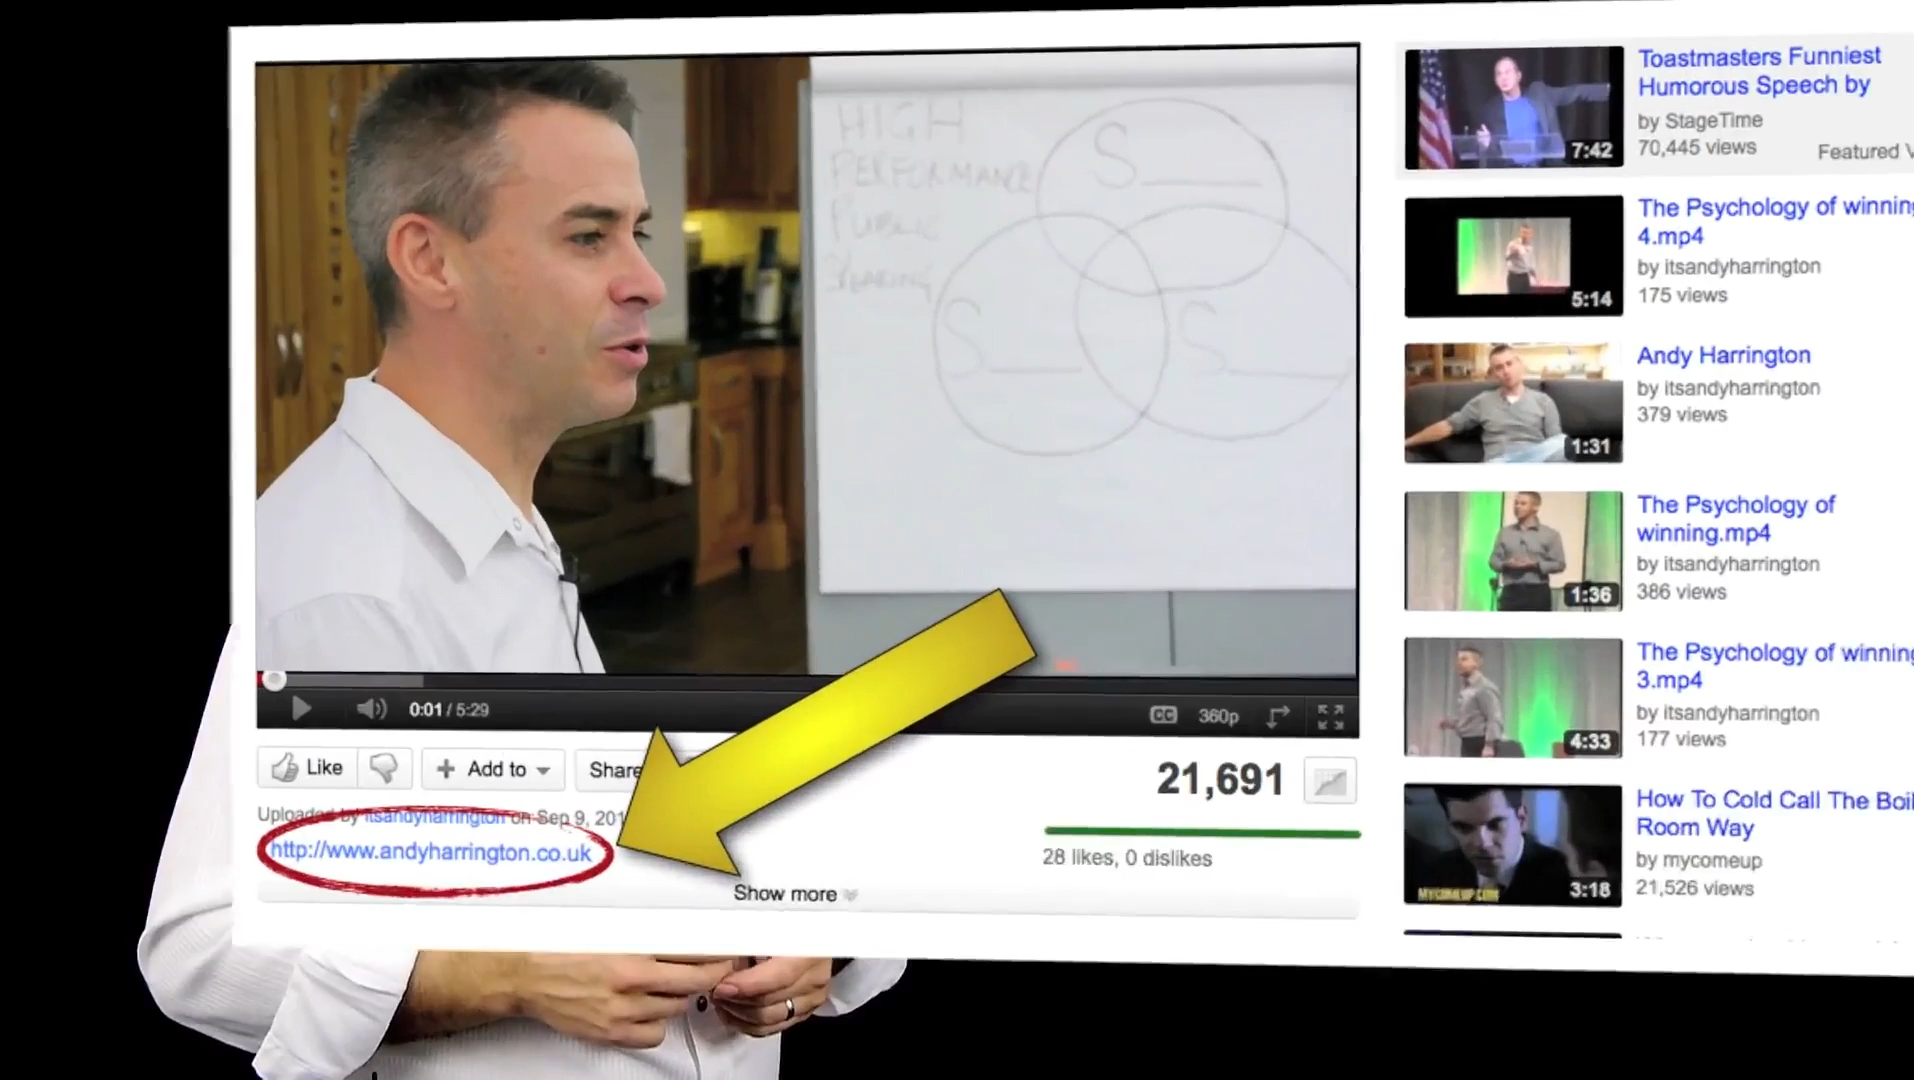 HIGH
PERFORMANCE
PUBLIC
S
S
S
0:01 / 5:29
CC
360p
Like
Add to
Share
21,691
Uploaded by itsandyharrington on Sep 9, 201
http://www.andyharrington.co.uk
28 likes, 0 dislikes
Show more
Toastmasters Funniest
Humorous Speech by
by StageTime
70,445 views
Featured V
7:42
The Psychology of winning
4.mp4
by itsandyharrington
175 views
5:14
Andy Harrington
by itsandyharrington
379 views
1:31
The Psychology of
winning.mp4
by itsandyharrington
386 views
1:36
The Psychology of winning
3.mp4
by itsandyharrington
177 views
4:33
How To Cold Call The Boil
Room Way
by mycomeup
21,526 views
MYCOMEUP.COM
3:18